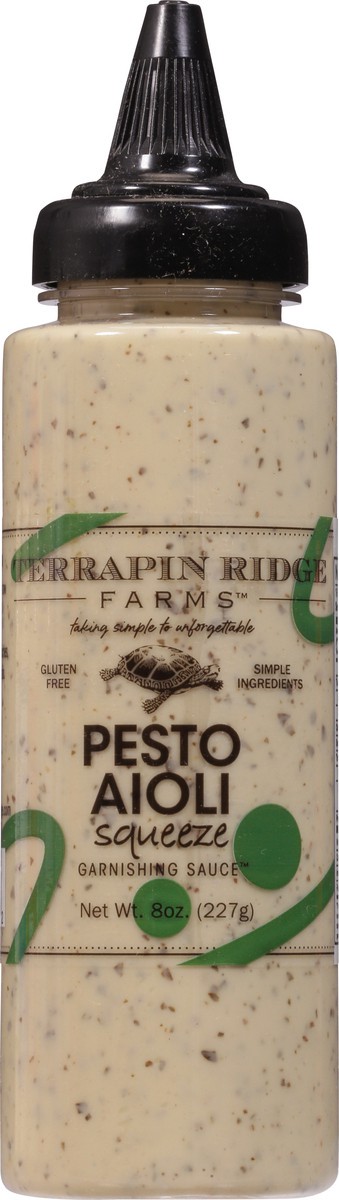 TERRAPIN RIDGE
FARMS™
taking simple to unforgettable
GLUTEN FREE
SIMPLE INGREDIENTS
PESTO
AIOLI
squeeze
GARNISHING SAUCE™
Net Wt. 8oz. (227g)